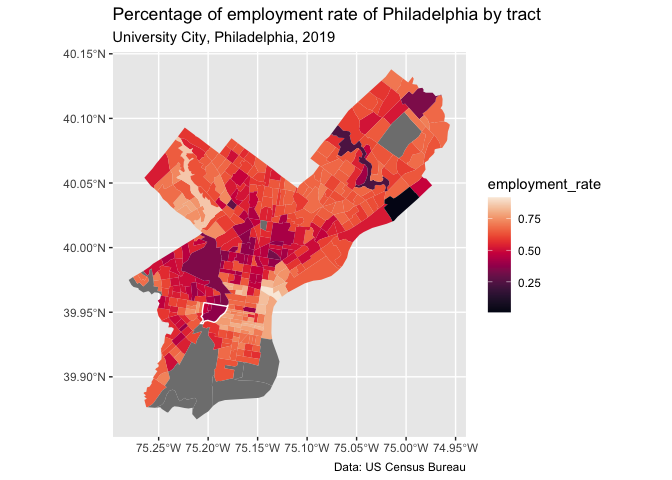 Percentage of employment rate of Philadelphia by tract
University City, Philadelphia, 2019
40.15°N
40.10°N
40.05°N
40.00°N
39.95°N
39.90°N
75.25°W 75.20°W 75.15°W 75.10°W 75.05°W 75.00°W 74.95°W
employment_rate
0.75
0.50
0.25
Data: US Census Bureau